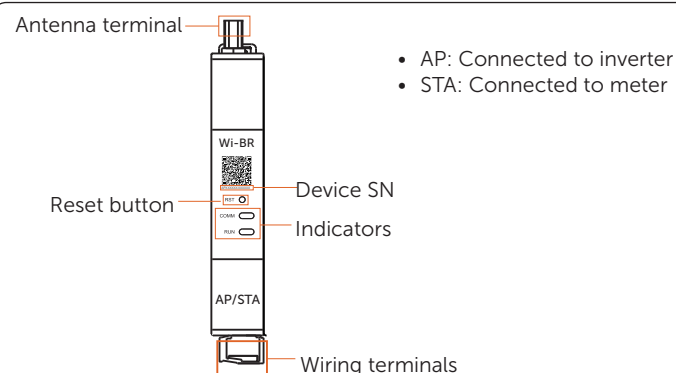 Antenna terminal
• AP: Connected to inverter
• STA: Connected to meter
Wi-BR
Device SN
Reset button
RST
COMM
Indicators
RUN
AP/STA
Wiring terminals